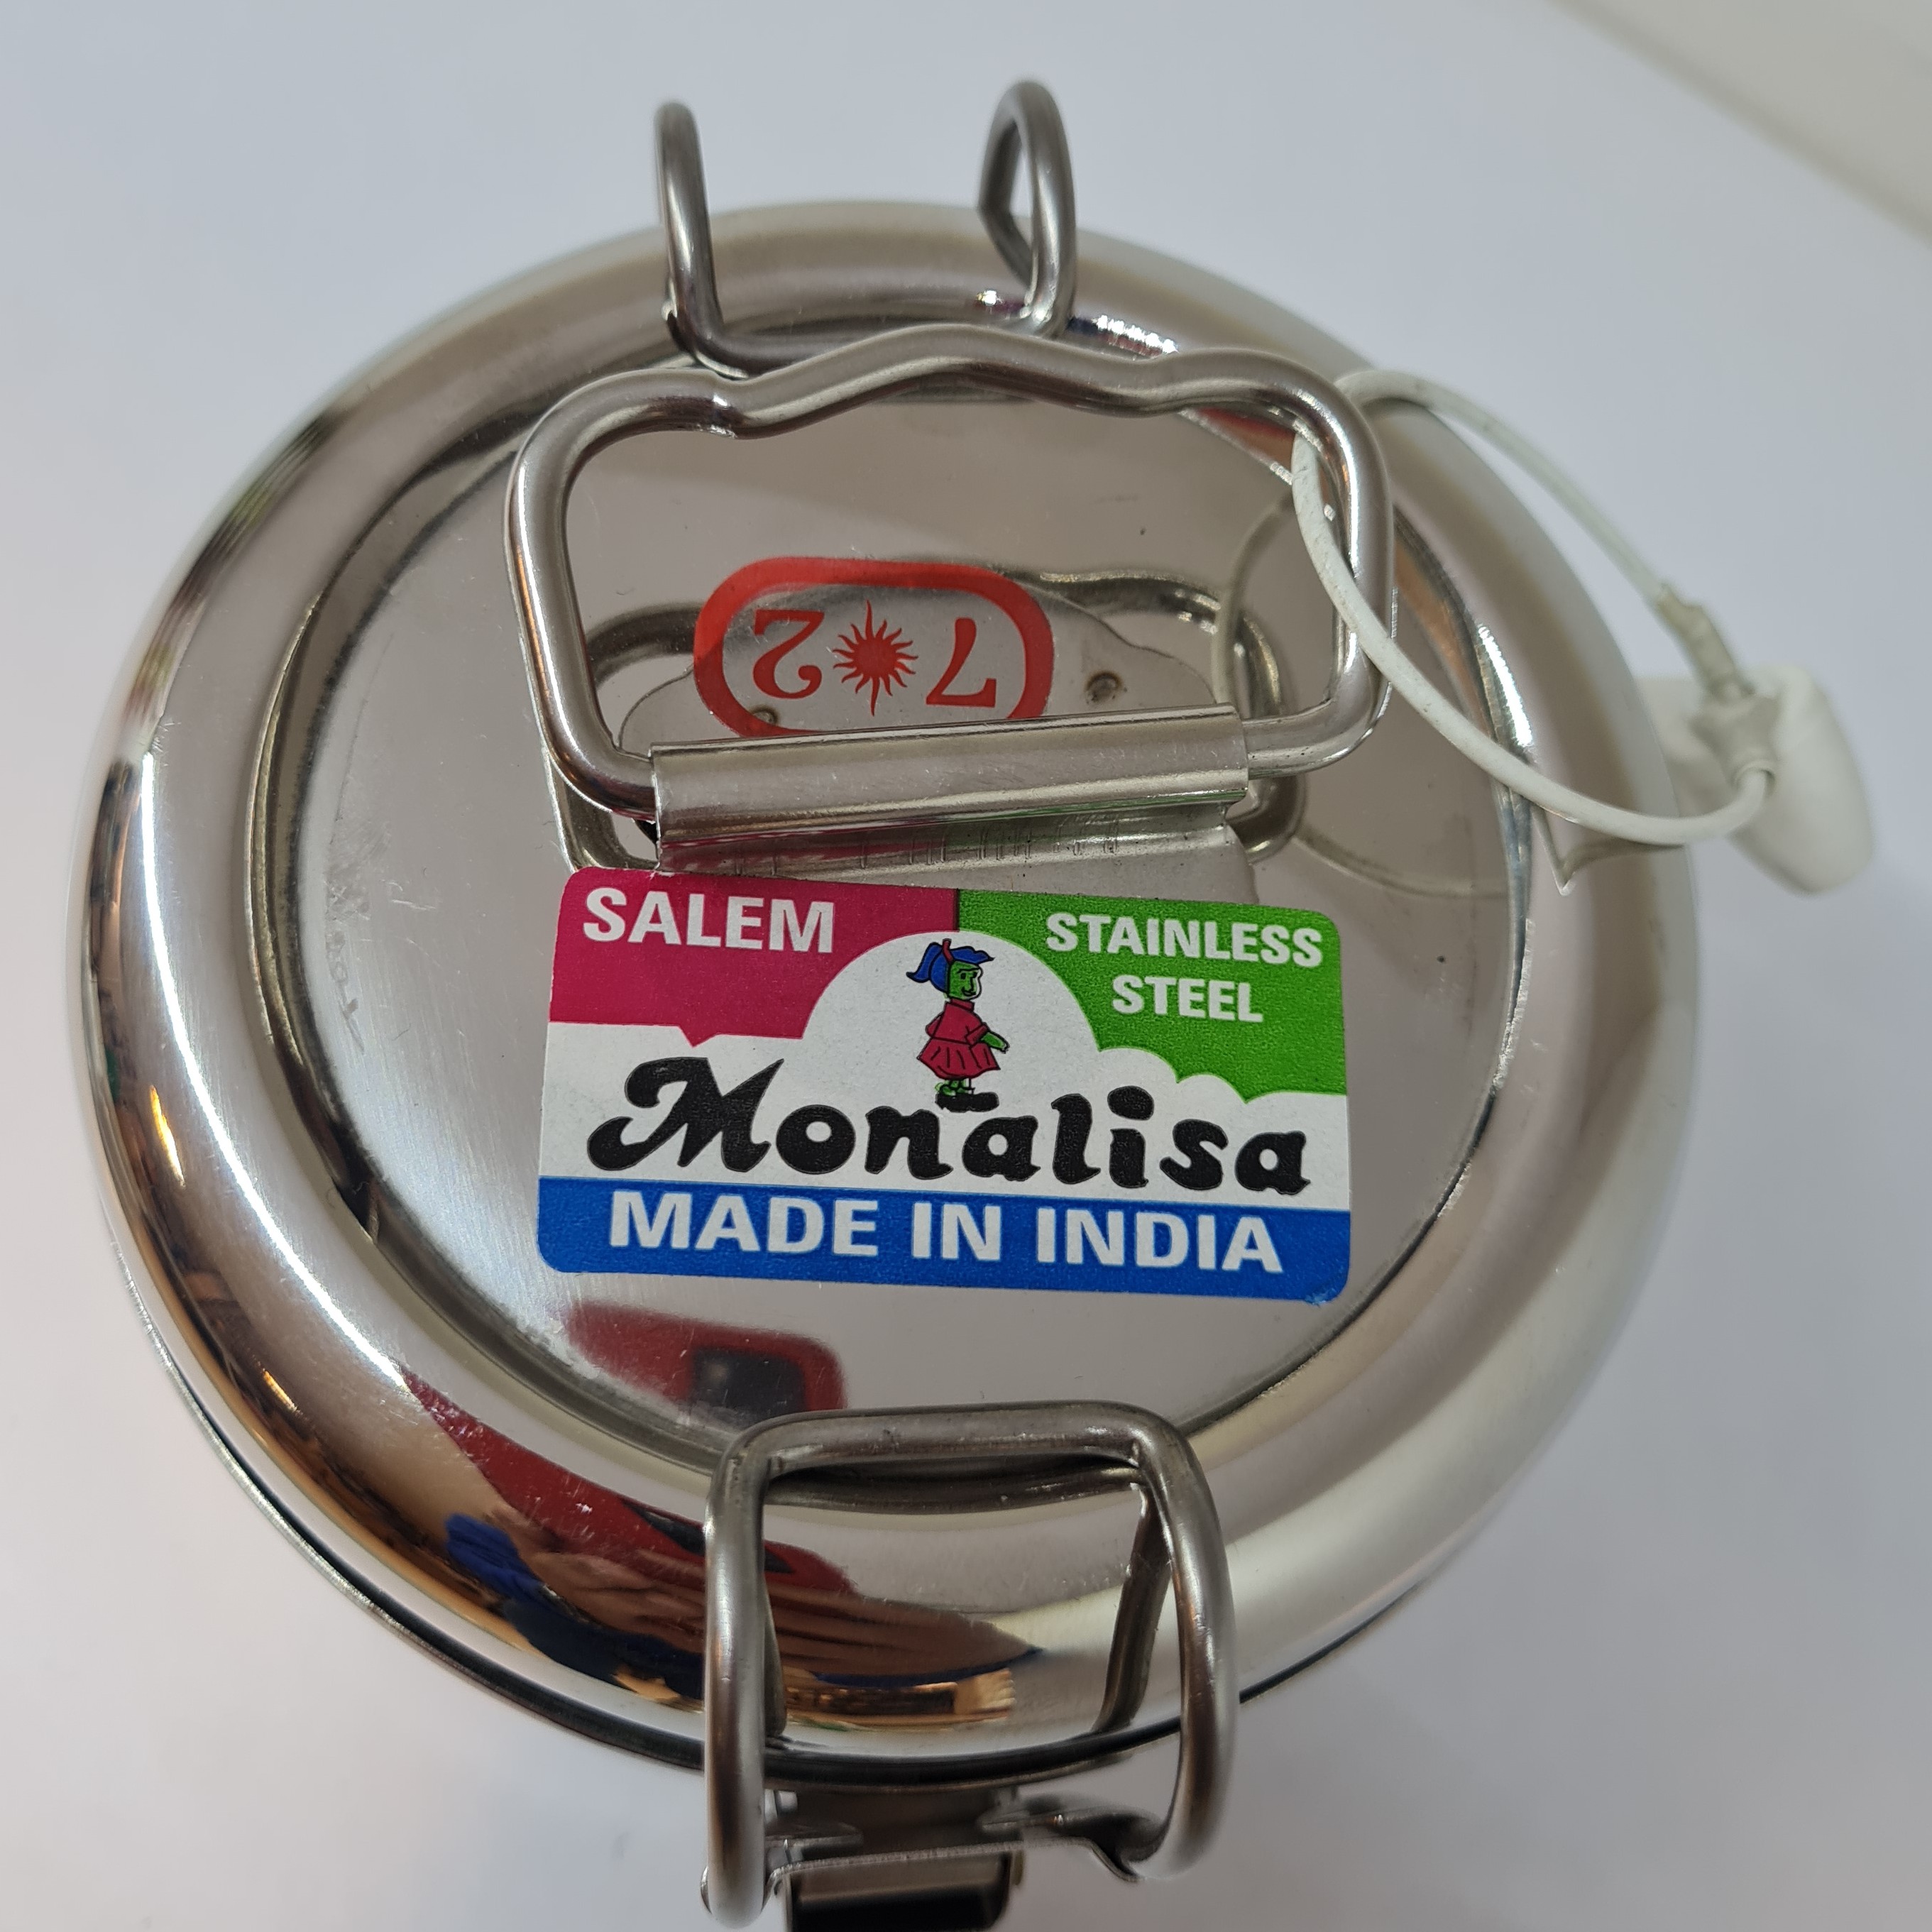 7 2
SALEM
STAINLESS
STEEL
Monalisa
MADE IN INDIA